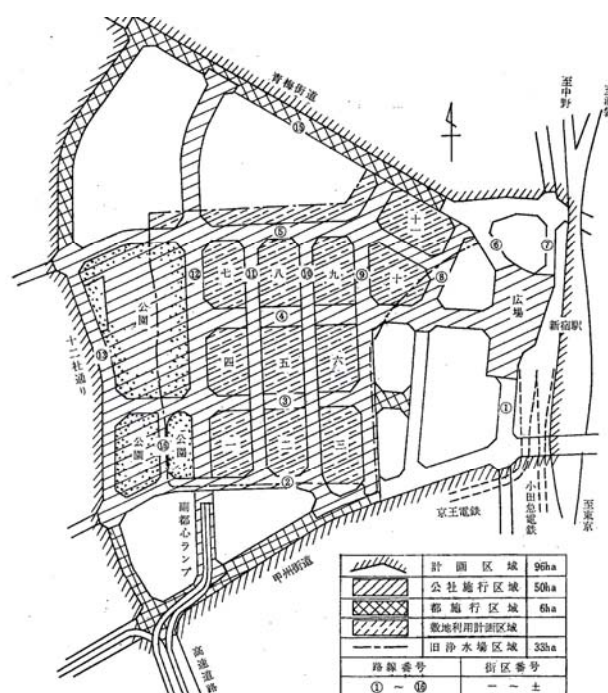 至中野
青梅街道
⑮
十一
⑤
⑥
⑦
⑫
七
⑪
八
⑩
九
⑨
十
⑧
公園
広場
新宿駅
④
十二社通り
⑬
四
五
六
③
①
公園
⑯
公園
一
二
三
②
副都心ランプ
京王電鉄
小田急電鉄
至東京
甲州街道
高速道路
計画区域 96ha
公社施行区域 50ha
都施行区域 6ha
敷地利用計画区域
旧浄水場区域 33ha
路線番号 街区番号
① ~ ⑯ 一 ~ 土